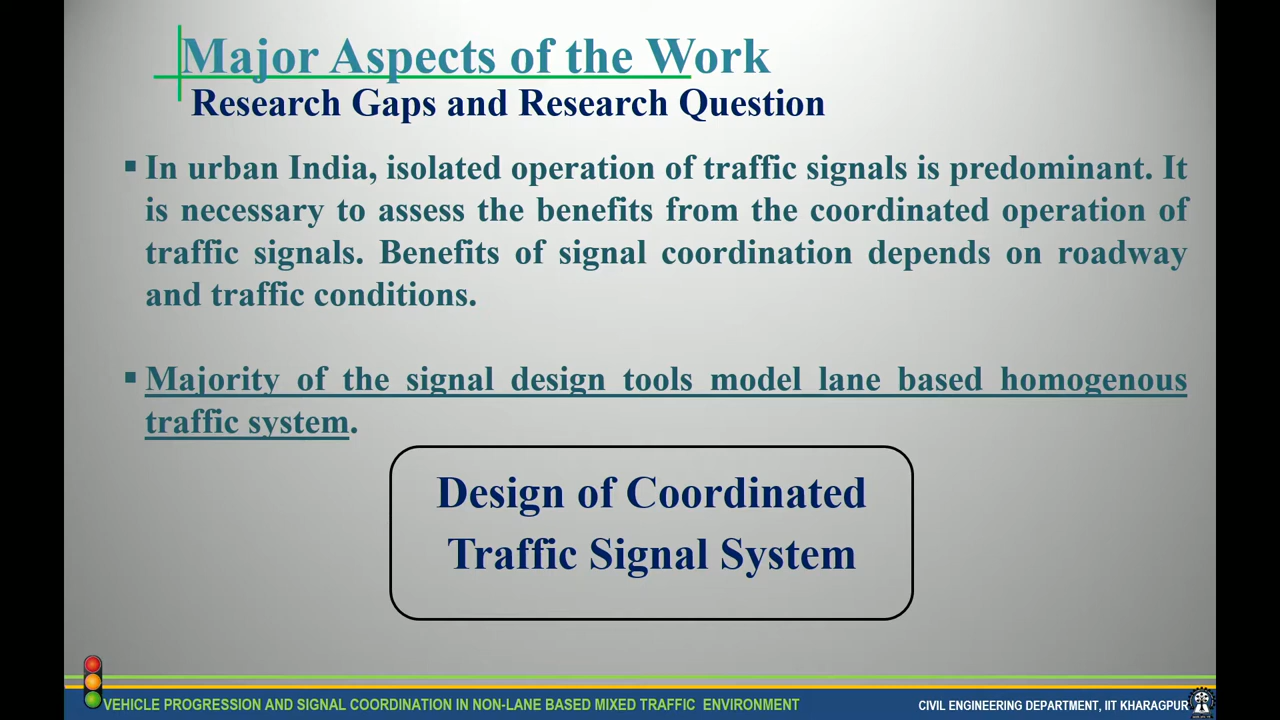 Major Aspects of the Work
Research Gaps and Research Question
▪ In urban India, isolated operation of traffic signals is predominant. It
is necessary to assess the benefits from the coordinated operation of
traffic signals. Benefits of signal coordination depends on roadway
and traffic conditions.
▪ Majority of the signal design tools model lane based homogenous
traffic system.
Design of Coordinated
Traffic Signal System
VEHICLE PROGRESSION AND SIGNAL COORDINATION IN NON-LANE BASED MIXED TRAFFIC ENVIRONMENT
CIVIL ENGINEERING DEPARTMENT, IIT KHARAGPUR